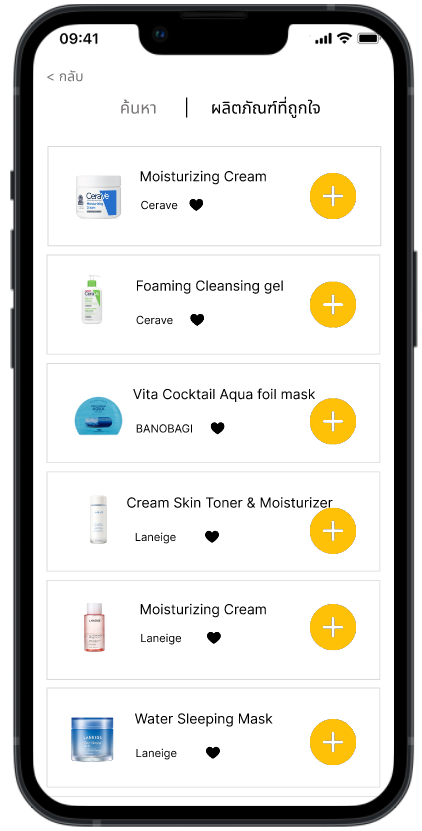 09:41
< กลับ
ค้นหา | ผลิตภัณฑ์ที่ถูกใจ
Moisturizing Cream
CeraVe
Cerave
Foaming Cleansing gel
Cerave
Vita Cocktail Aqua foil mask
BANOBAGI
Cream Skin Toner & Moisturizer
Laneige
Moisturizing Cream
Laneige
Water Sleeping Mask
LANEIGE
Laneige